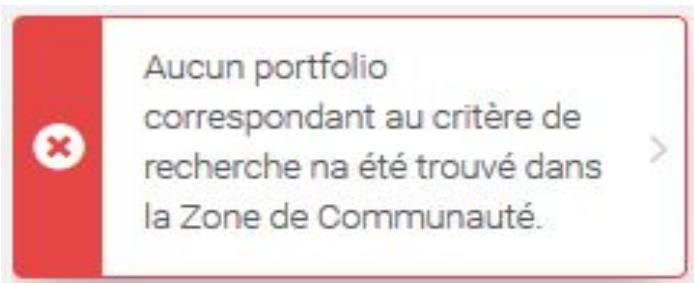 Aucun portfolio
correspondant au critère de
recherche na été trouvé dans
la Zone de Communauté.